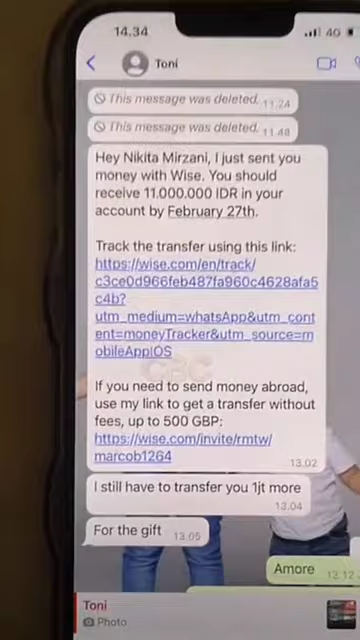 14.34
4G
Toni
This message was deleted. 11.24
This message was deleted. 11.48
Hey Nikita Mirzani, I just sent you
money with Wise. You should
receive 11.000.000 IDR in your
account by February 27th.
Track the transfer using this link:
https://wise.com/en/track/
c3ce0d966feb487fa960c4628afa5
c4b?
utm_medium=whatsApp&utm_cont
ent=moneyTracker&utm_source=m
obileAppIOS
If you need to send money abroad,
use my link to get a transfer without
fees, up to 500 GBP:
https://wise.com/invite/rmtw/
marcob1264
13.02
I still have to transfer you 1jt more
13.04
For the gift 13.05
Amore 13.12
Toni
Photo